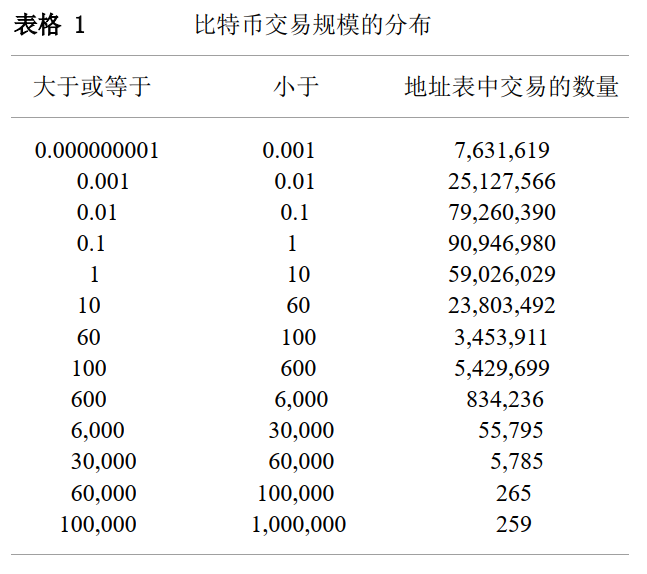 表格 1 比特币交易规模的分布
大于或等于 小于 地址表中交易的数量
0.000000001 0.001 7,631,619
0.001 0.01 25,127,566
0.01 0.1 79,260,390
0.1 1 90,946,980
1 10 59,026,029
10 60 23,803,492
60 100 3,453,911
100 600 5,429,699
600 6,000 834,236
6,000 30,000 55,795
30,000 60,000 5,785
60,000 100,000 265
100,000 1,000,000 259